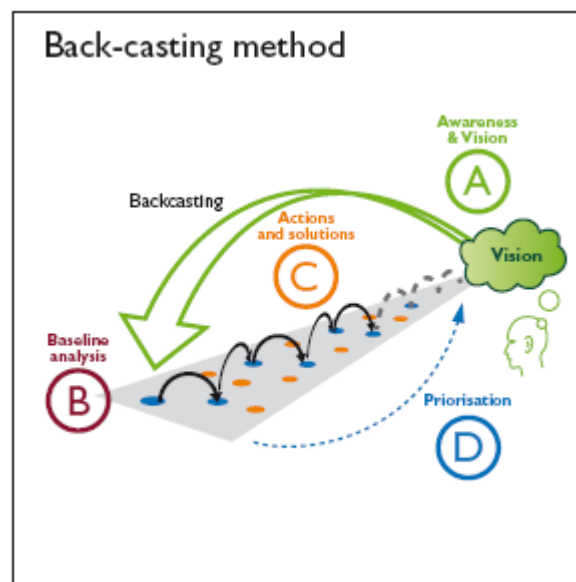 Back-casting method
Awareness
& Vision
A
Backcasting
Actions
and solutions
C
Vision
Baseline
analysis
B
Priorisation
D